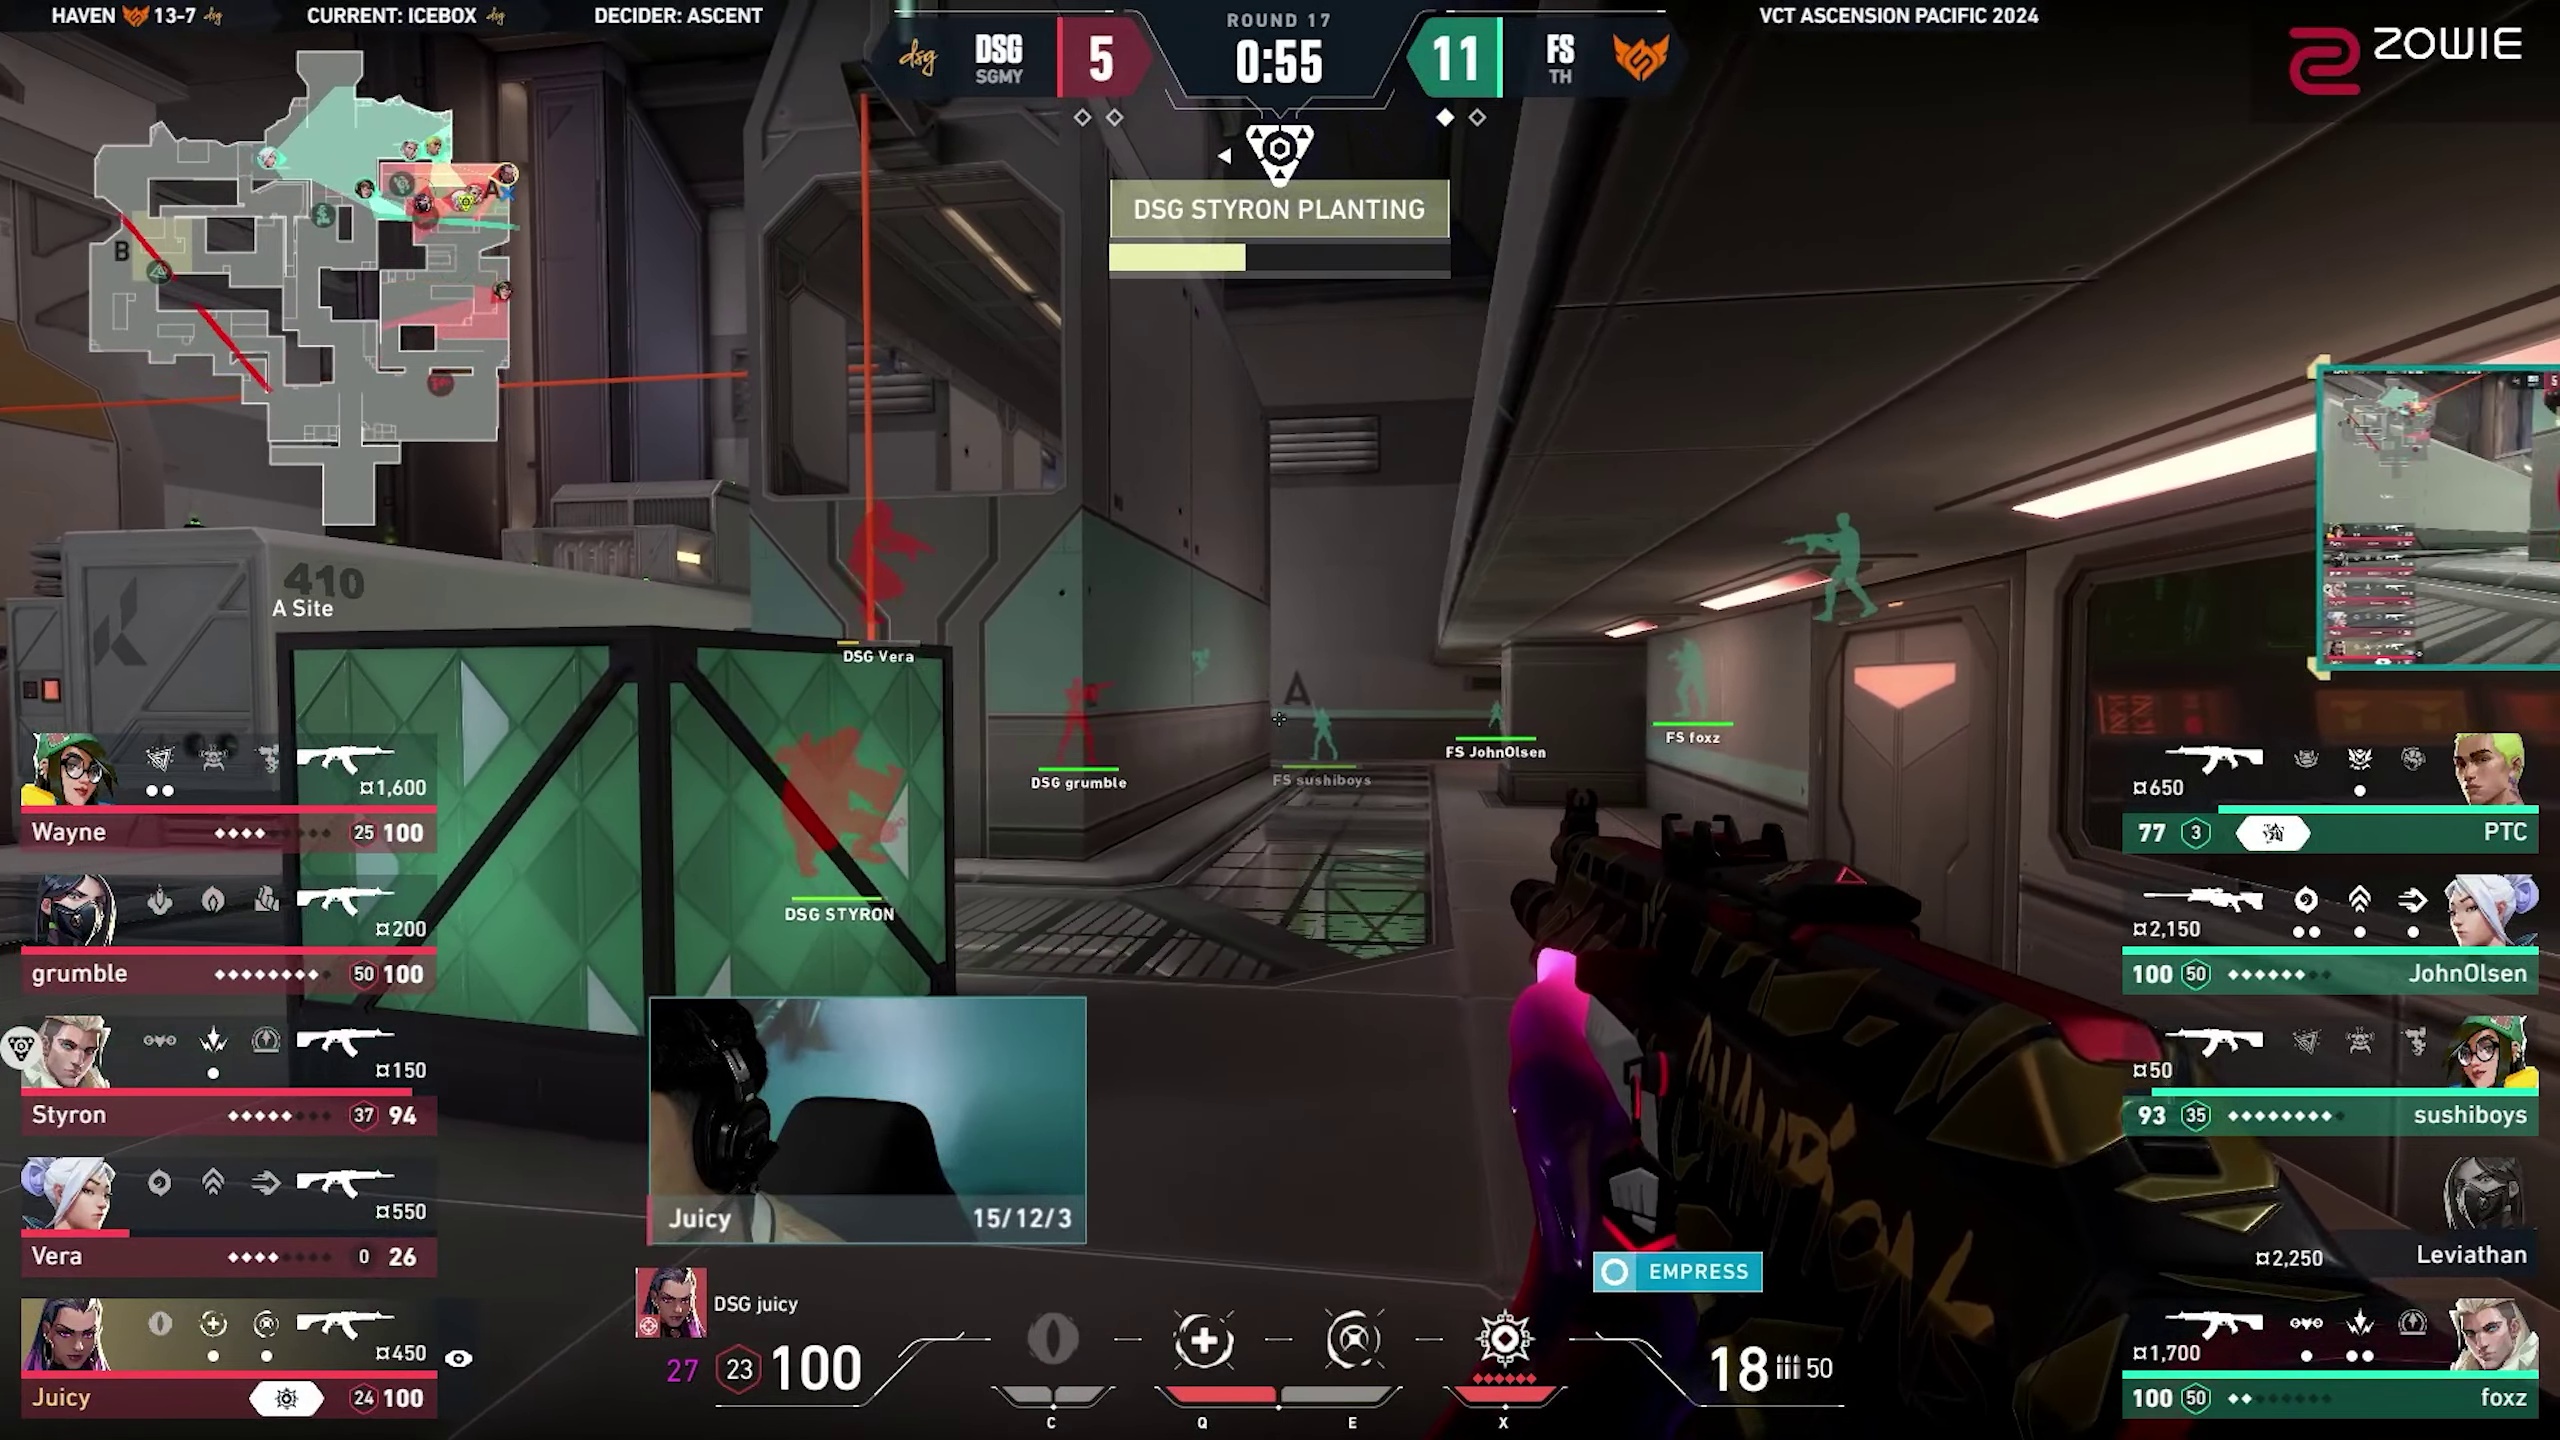 HAVEN 13-7 dsg
CURRENT: ICEBOX dsg
DECIDER: ASCENT
dsg
DSG
SGMY
5
ROUND 17
0:55
11
FS
TH
VCT ASCENSION PACIFIC 2024
ZOWIE
DSG STYRON PLANTING
A
B
410
A Site
DSG Vera
DSG grumble
A
FS sushiboys
FS JohnOlsen
FS foxz
DSG STYRON
1,600
Wayne
25 100
200
grumble
50 100
150
Styron
37 94
550
Vera
0 26
450
Juicy
24 100
650
77 3 PTC
2,150
100 50 JohnOlsen
50
93 35 sushiboys
2,250 Leviathan
1,700
100 50 foxz
Juicy 15/12/3
EMPRESS
DSG juicy
27 23 100
C Q E X
18 50